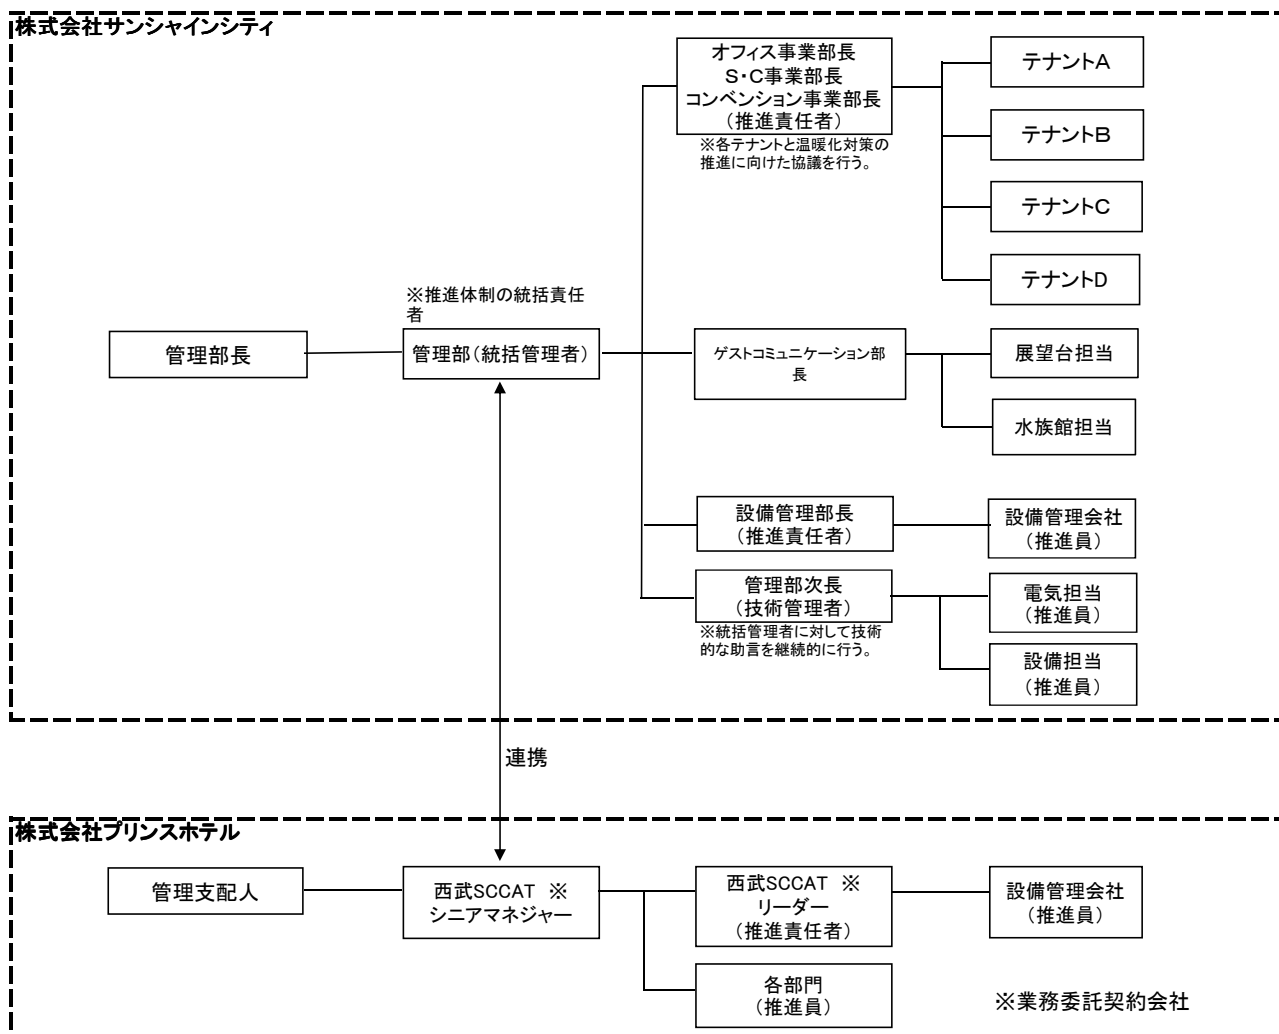 株式会社サンシャインシティ
オフィス事業部長
S・C事業部長
コンベンション事業部長
（推進責任者）
※各テナントと温暖化対策の
推進に向けた協議を行う。
テナントA
テナントB
テナントC
テナントD
※推進体制の統括責任
者
管理部長
管理部（統括管理者）
ゲストコミュニケーション部
長
展望台担当
水族館担当
設備管理部長
（推進責任者）
設備管理会社
（推進員）
管理部次長
（技術管理者）
※統括管理者に対して技術
的な助言を継続的に行う。
電気担当
（推進員）
設備担当
（推進員）
連携
株式会社プリンスホテル
管理支配人
西武SCCAT ※
シニアマネジャー
西武SCCAT ※
リーダー
（推進責任者）
設備管理会社
（推進員）
各部門
（推進員）
※業務委託契約会社